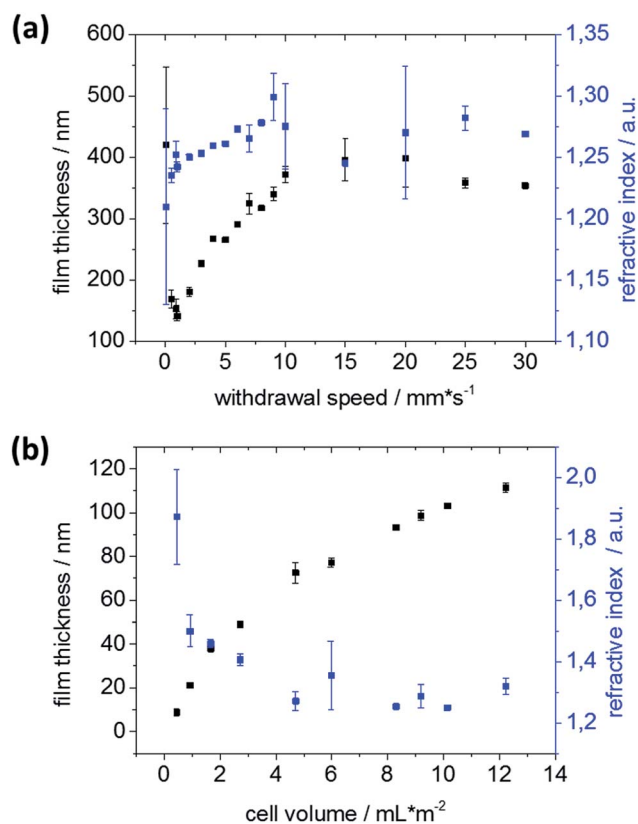 (a)
600
500
400
300
200
100
film thickness / nm
1,35
1,30
1,25
1,20
1,15
1,10
refractive index / a.u.
0 5 10 15 20 25 30
withdrawal speed / mm*s-1
(b)
120
100
80
60
40
20
0
film thickness / nm
2,0
1,8
1,6
1,4
1,2
refractive index / a.u.
0 2 4 6 8 10 12 14
cell volume / mL*m-2